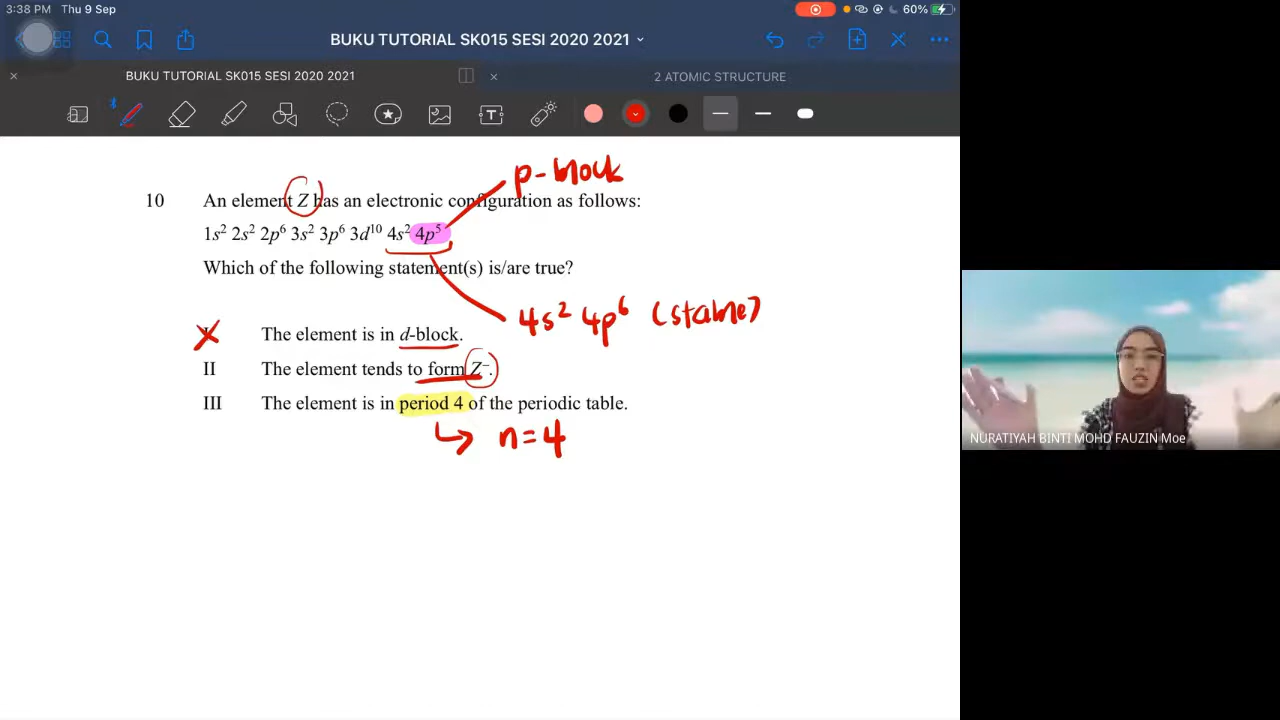 3:38 PM Thu 9 Sep
60%
BUKU TUTORIAL SK015 SESI 2020 2021
BUKU TUTORIAL SK015 SESI 2020 2021
2 ATOMIC STRUCTURE
p-block
10 An element Z has an electronic configuration as follows:
1s² 2s² 2p⁶ 3s² 3p⁶ 3d¹⁰ 4s² 4p⁵
Which of the following statement(s) is/are true?
4s² 4p⁶ (stable)
I The element is in d-block.
II The element tends to form Z⁻.
III The element is in period 4 of the periodic table.
n=4
NURATIYAH BINTI MOHD FAUZIN Moe